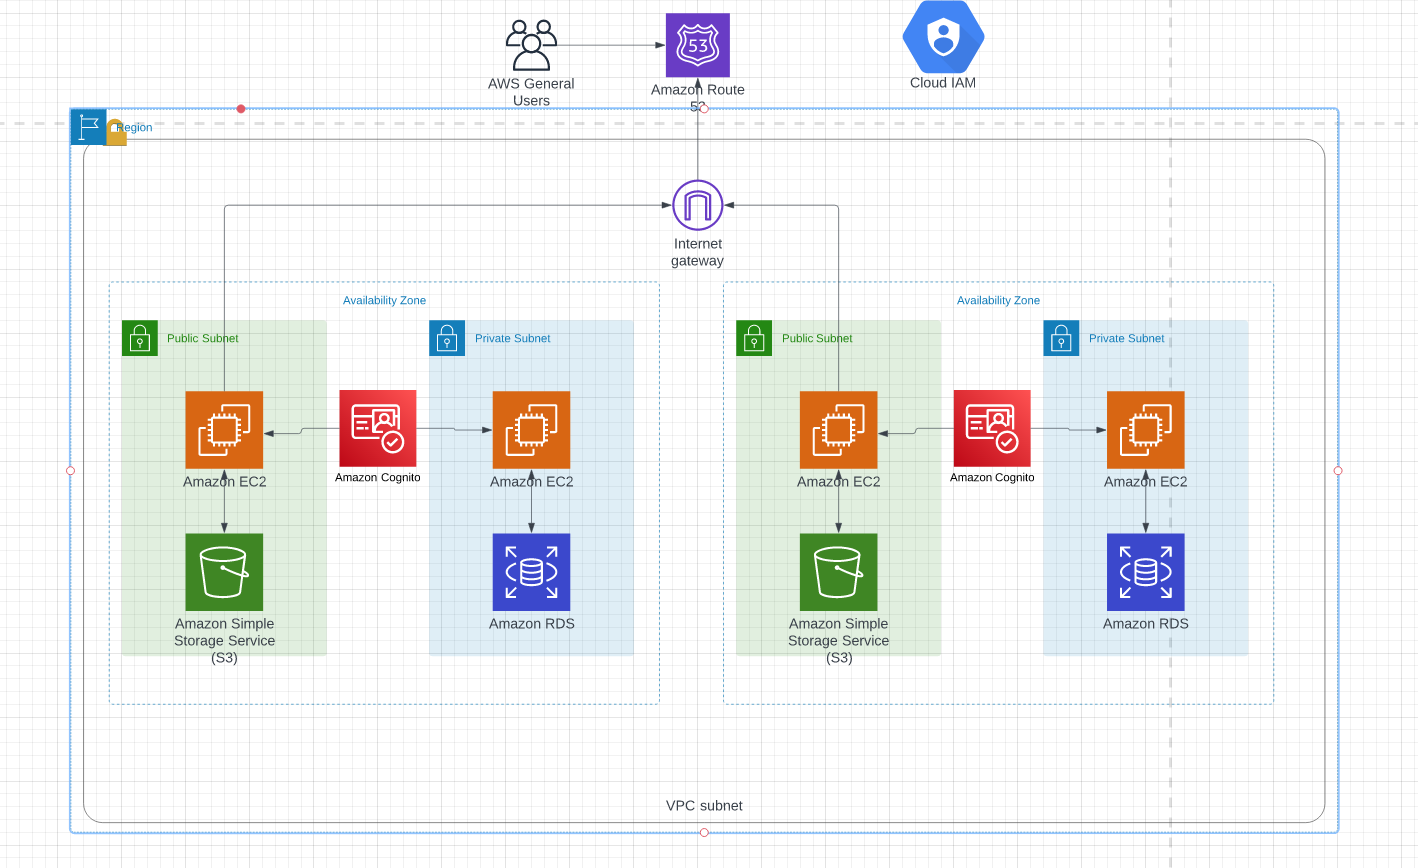 53
AWS General
Users
Amazon Route
53
Cloud IAM
Region
Internet
gateway
Availability Zone
Availability Zone
Public Subnet
Private Subnet
Public Subnet
Private Subnet
Amazon EC2
Amazon Cognito
Amazon EC2
Amazon EC2
Amazon Cognito
Amazon EC2
Amazon Simple
Storage Service
(S3)
Amazon RDS
Amazon Simple
Storage Service
(S3)
Amazon RDS
VPC subnet